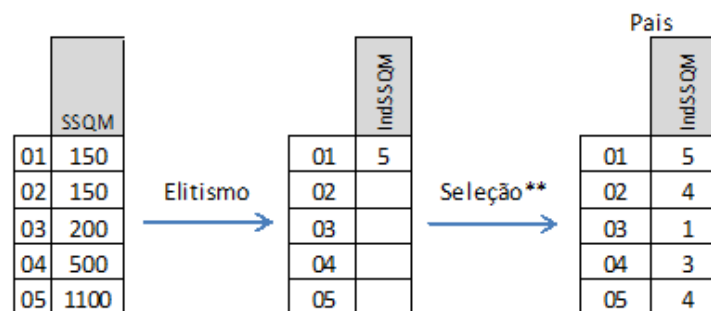 Pais
SSQM IndSSQM IndSSQM
01 150 01 5 01 5
02 150 Elitismo 02 Seleção** 02 4
03 200 03 03 1
04 500 04 04 3
05 1100 05 05 4